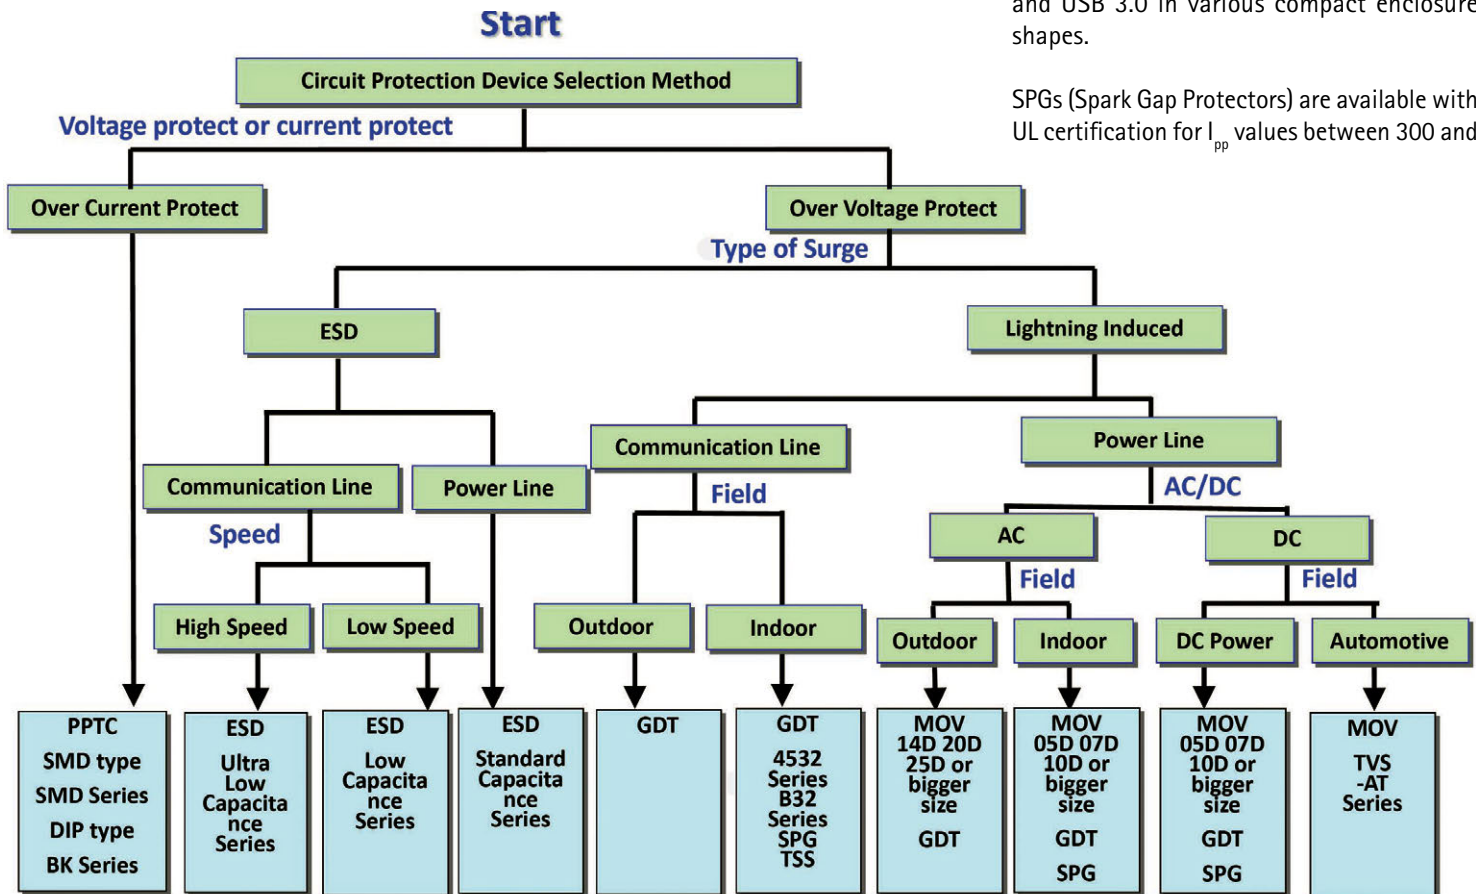 and USB 3.0 in various compact enclosure
shapes.
SPGs (Spark Gap Protectors) are available with
UL certification for Ipp values between 300 and
Start
Circuit Protection Device Selection Method
Voltage protect or current protect
Over Current Protect
Over Voltage Protect
Type of Surge
ESD
Lightning Induced
Communication Line
Power Line
Communication Line
Power Line
Speed
Field
AC/DC
AC
DC
Field
Field
High Speed
Low Speed
Outdoor
Indoor
Outdoor
Indoor
DC Power
Automotive
PPTC
SMD type
SMD Series
DIP type
BK Series
ESD
Ultra
Low
Capacita
nce
Series
ESD
Low
Capacita
nce
Series
ESD
Standard
Capacita
nce
Series
GDT
GDT
4532
Series
B32
Series
SPG
TSS
MOV
14D 20D
25D or
bigger
size
GDT
MOV
05D 07D
10D or
bigger
size
GDT
SPG
MOV
05D 07D
10D or
bigger
size
GDT
SPG
MOV
TVS
-AT
Series